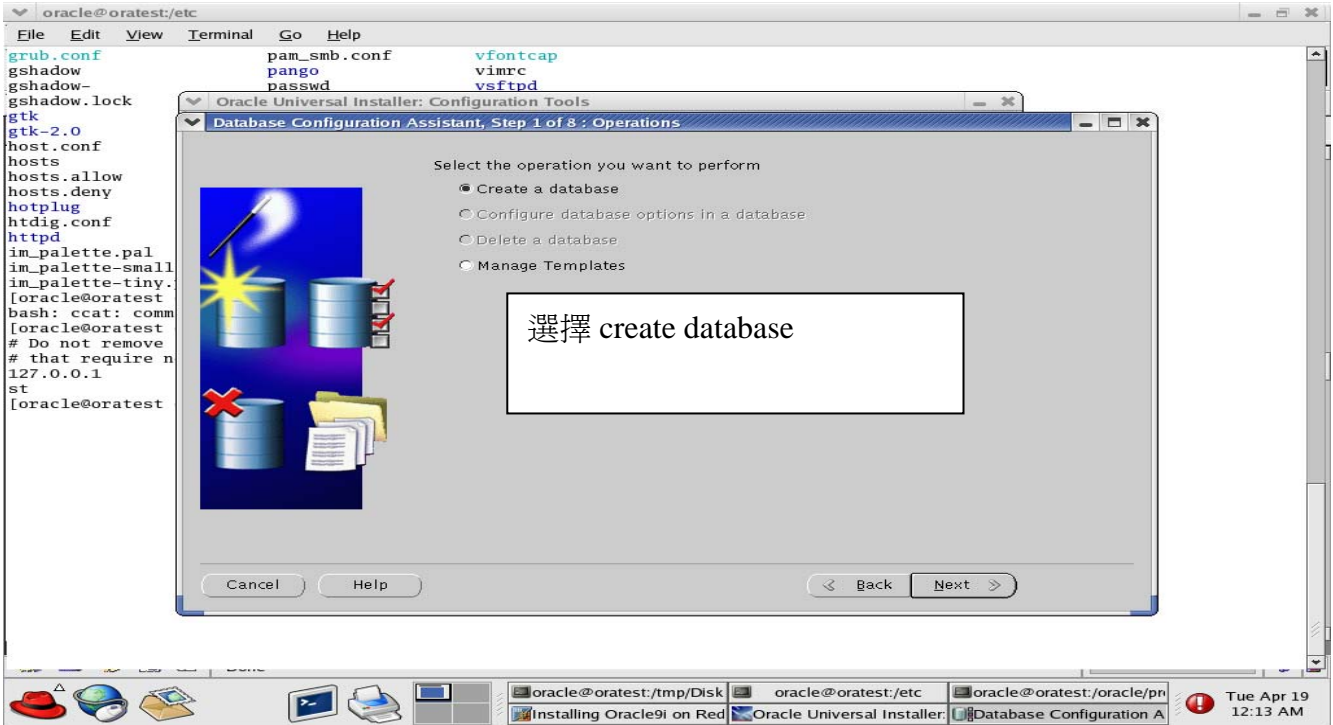 oracle@oratest:/etc
File Edit View Terminal Go Help
grub.conf pam_smb.conf vfontcap
gshadow pango vimrc
gshadow- passwd vsftpd
gshadow.lock
gtk
gtk-2.0
host.conf
hosts
hosts.allow
hosts.deny
hotplug
htdig.conf
httpd
im_palette.pal
im_palette-small
im_palette-tiny.
[oracle@oratest
bash: ccat: comm
[oracle@oratest
# Do not remove
# that require n
127.0.0.1
st
[oracle@oratest
Oracle Universal Installer: Configuration Tools
Database Configuration Assistant, Step 1 of 8 : Operations
Select the operation you want to perform
Create a database
Configure database options in a database
Delete a database
Manage Templates
選擇 create database
Cancel Help Back Next
oracle@oratest:/tmp/Disk oracle@oratest:/etc oracle@oratest:/oracle/pr
Installing Oracle9i on Red Oracle Universal Installer: Database Configuration A
Tue Apr 19
12:13 AM